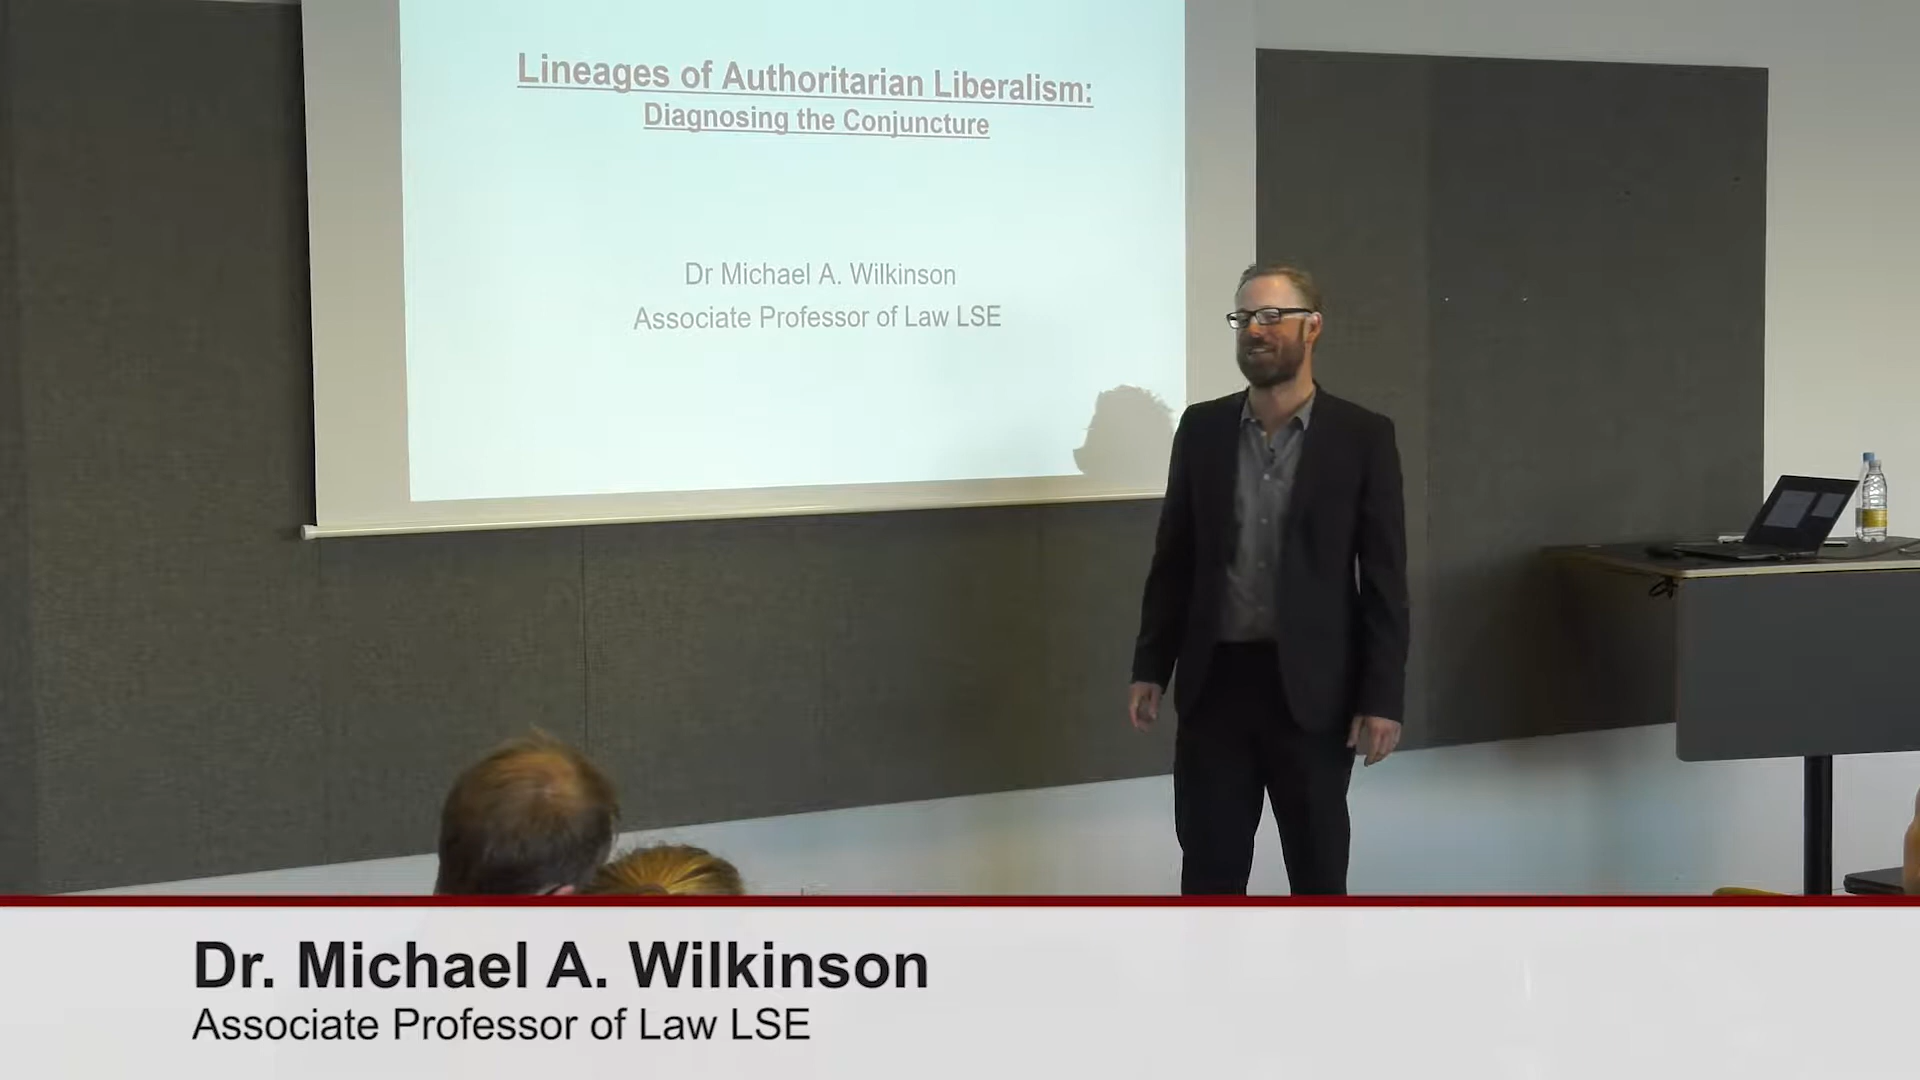 Lineages of Authoritarian Liberalism:
Diagnosing the Conjuncture
Dr Michael A. Wilkinson
Associate Professor of Law LSE
Dr. Michael A. Wilkinson
Associate Professor of Law LSE